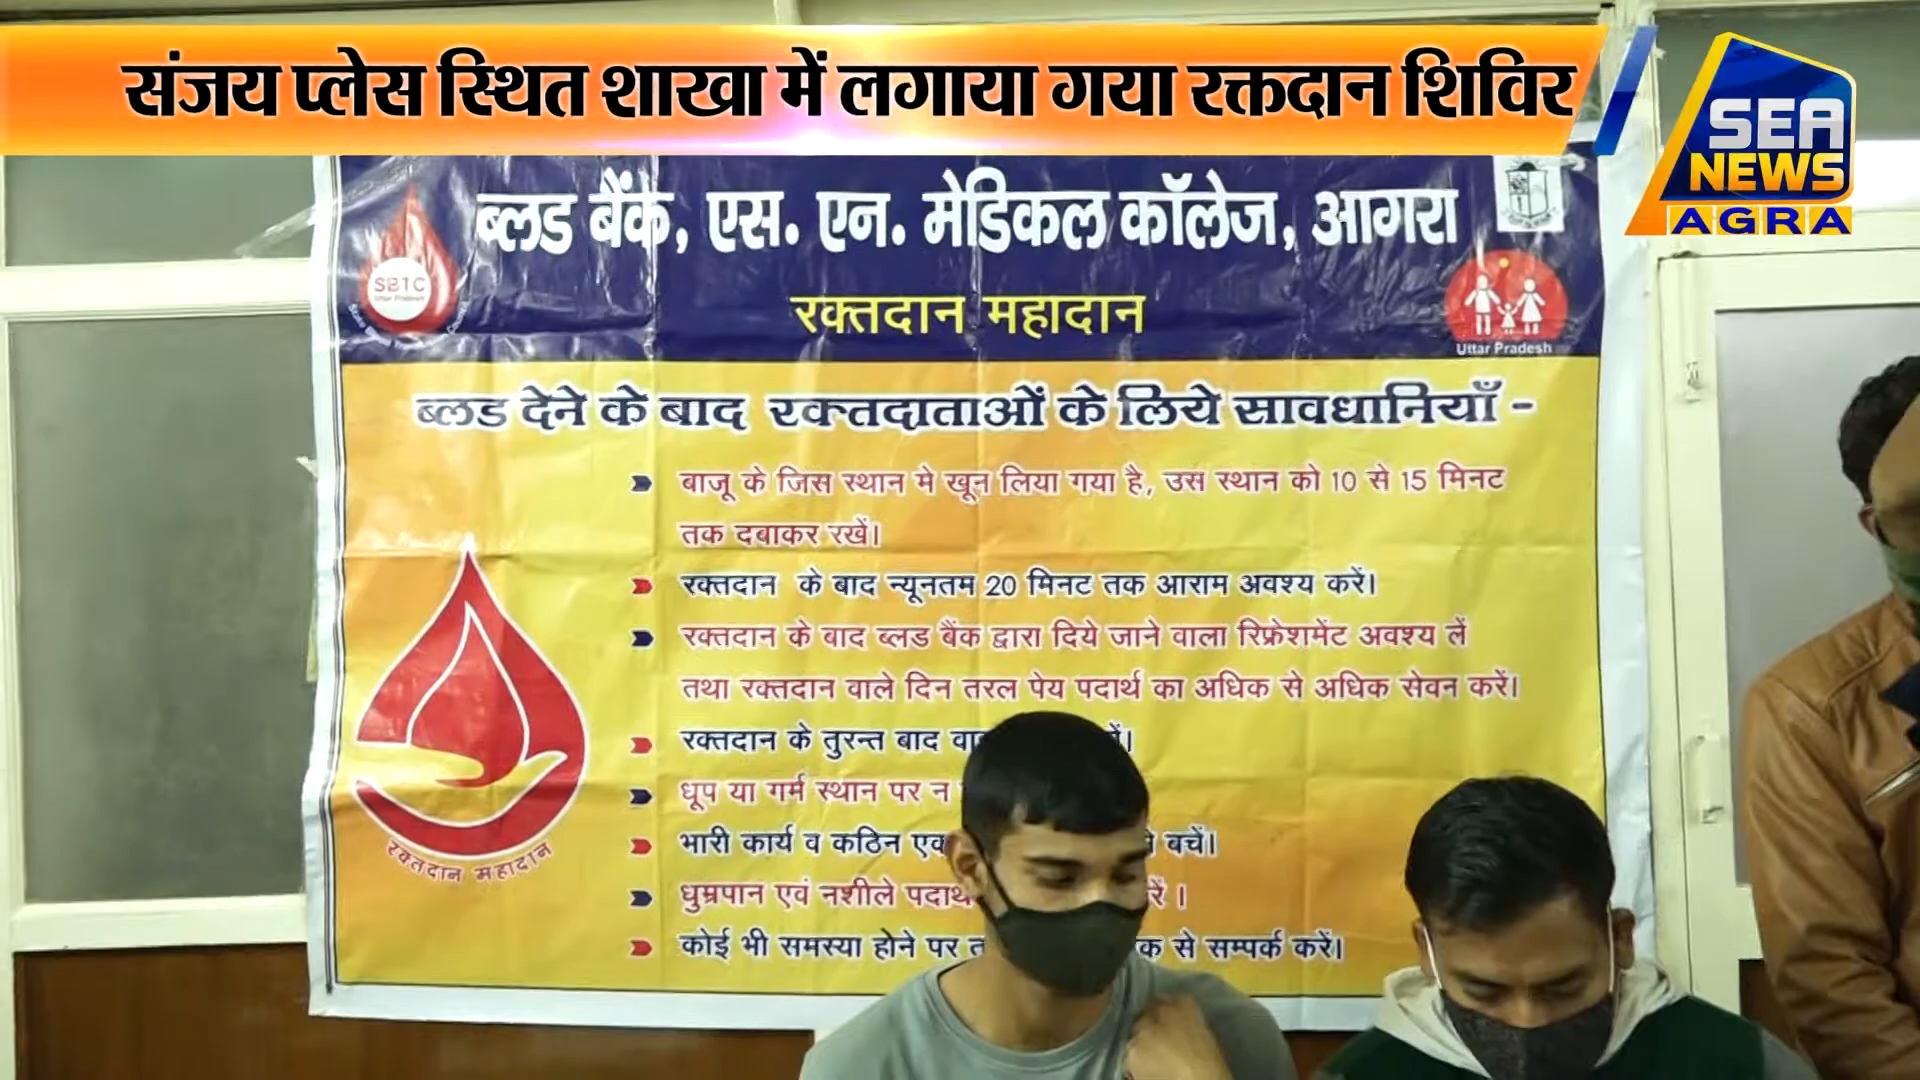 संजय प्लेस स्थित शाखा में लगाया गया रक्तदान शिविर
SEA
NEWS
AGRA
ब्लड बैंक, एस. एन. मेडिकल कॉलेज, आगरा
SBTC
Uttar Pradesh
रक्तदान महादान
Uttar Pradesh
ब्लड देने के बाद रक्तदाताओं के लिये सावधानियाँ -
बाजू के जिस स्थान मे खून लिया गया है, उस स्थान को 10 से 15 मिनट
तक दबाकर रखें।
रक्तदान के बाद न्यूनतम 20 मिनट तक आराम अवश्य करें।
रक्तदान के बाद ब्लड बैंक द्वारा दिये जाने वाला रिफ्रेशमेंट अवश्य लें
तथा रक्तदान वाले दिन तरल पेय पदार्थ का अधिक से अधिक सेवन करें।
रक्तदान के तुरन्त बाद
धूप या गर्म स्थान पर न
भारी कार्य व कठिन बचें।
धुम्रपान एवं नशीले
कोई भी समस्या होने पर से सम्पर्क करें।
रक्तदान महादान